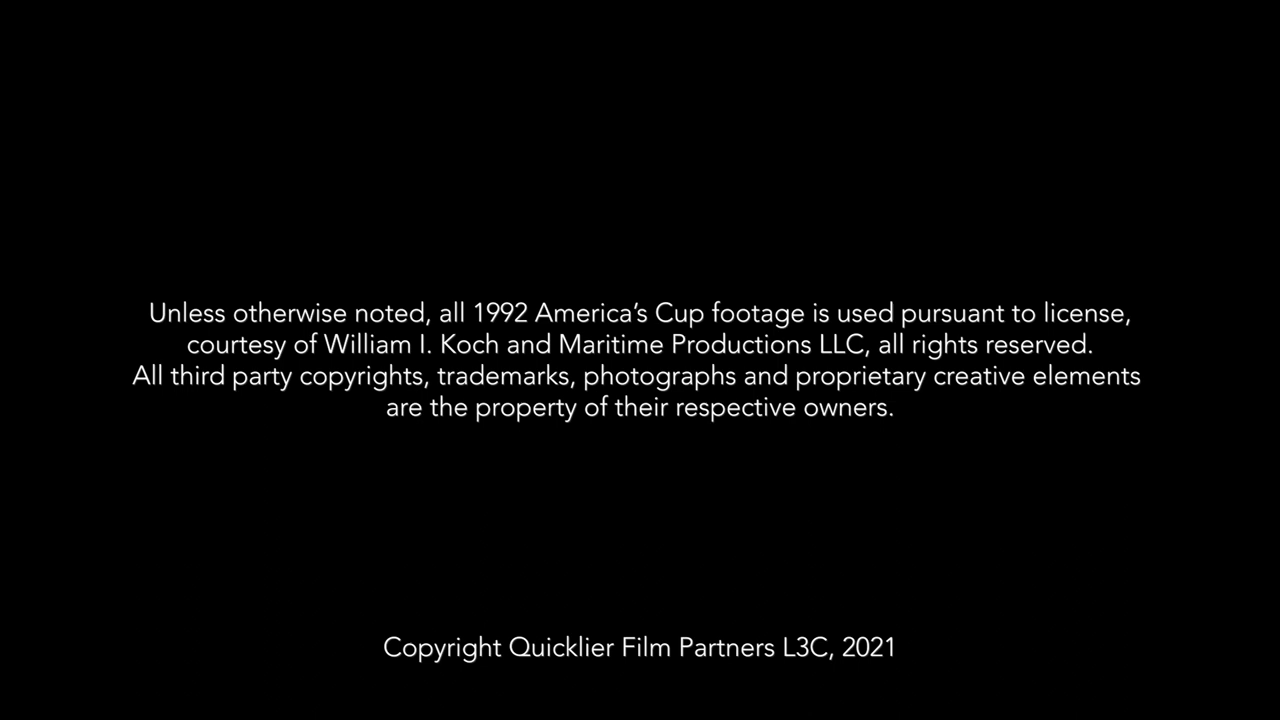 Unless otherwise noted, all 1992 America’s Cup footage is used pursuant to license,
courtesy of William I. Koch and Maritime Productions LLC, all rights reserved.
All third party copyrights, trademarks, photographs and proprietary creative elements
are the property of their respective owners.
Copyright Quicklier Film Partners L3C, 2021